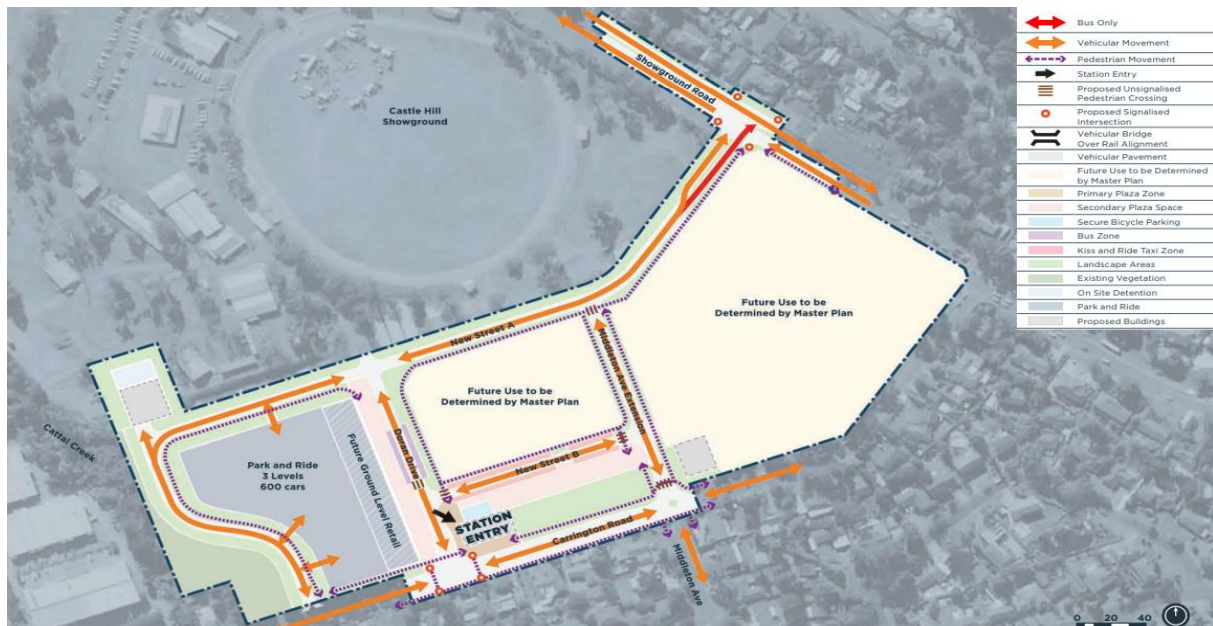 Bus Only
Vehicular Movement
Pedestrian Movement
Station Entry
Proposed Unsignalised
Pedestrian Crossing
Proposed Signalised
Intersection
Vehicular Bridge
Over Rail Alignment
Vehicular Pavement
Future Use to be Determined
by Master Plan
Primary Plaza Zone
Secondary Plaza Space
Secure Bicycle Parking
Bus Zone
Kiss and Ride Taxi Zone
Landscape Areas
Existing Vegetation
On Site Detention
Park and Ride
Proposed Buildings
Showground Road
Castle Hill
Showground
Future Use to be
Determined by Master Plan
New Street A
Middleton Ave Extension
Future Use to be
Determined by Master Plan
Cattai Creek
Doran Drive
New Street B
Park and Ride
3 Levels
600 cars
Future Ground Level Retail
STATION
ENTRY
Carrington Road
Middleton Ave
0 20 40